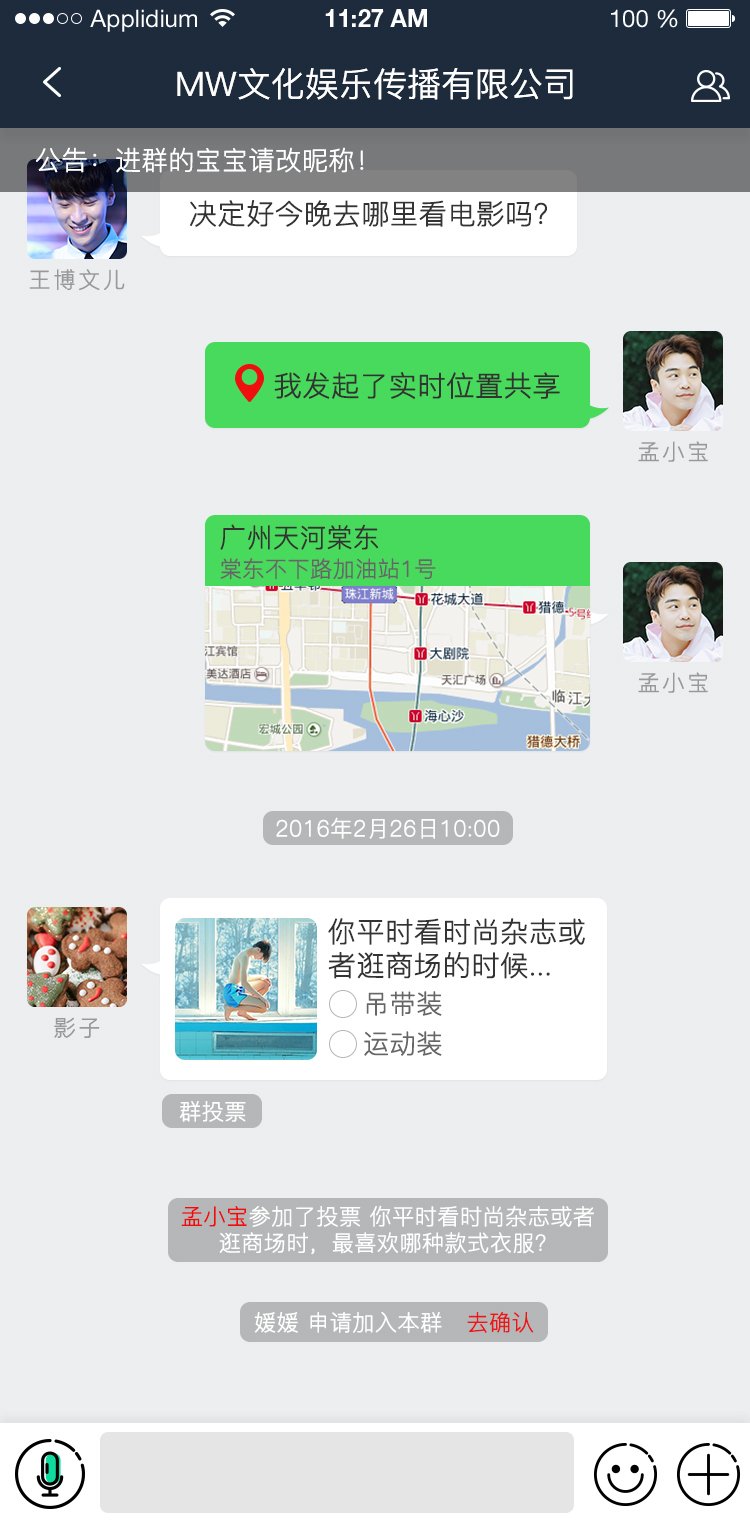 Applidium 11:27 AM 100 %
MW文化娱乐传播有限公司
公告：进群的宝宝请改昵称！
决定好今晚去哪里看电影吗？
王博文儿
我发起了实时位置共享
孟小宝
广州天河棠东
棠东不下路加油站1号
珠江新城
花城大道
猎德
5号线
江宾馆
大剧院
美达酒店
天汇广场
临江大
海心沙
宏城公园
猎德大桥
孟小宝
2016年2月26日10:00
你平时看时尚杂志或
者逛商场的时候...
吊带装
运动装
影子
群投票
孟小宝参加了投票 你平时看时尚杂志或者
逛商场时，最喜欢哪种款式衣服？
媛媛 申请加入本群 去确认